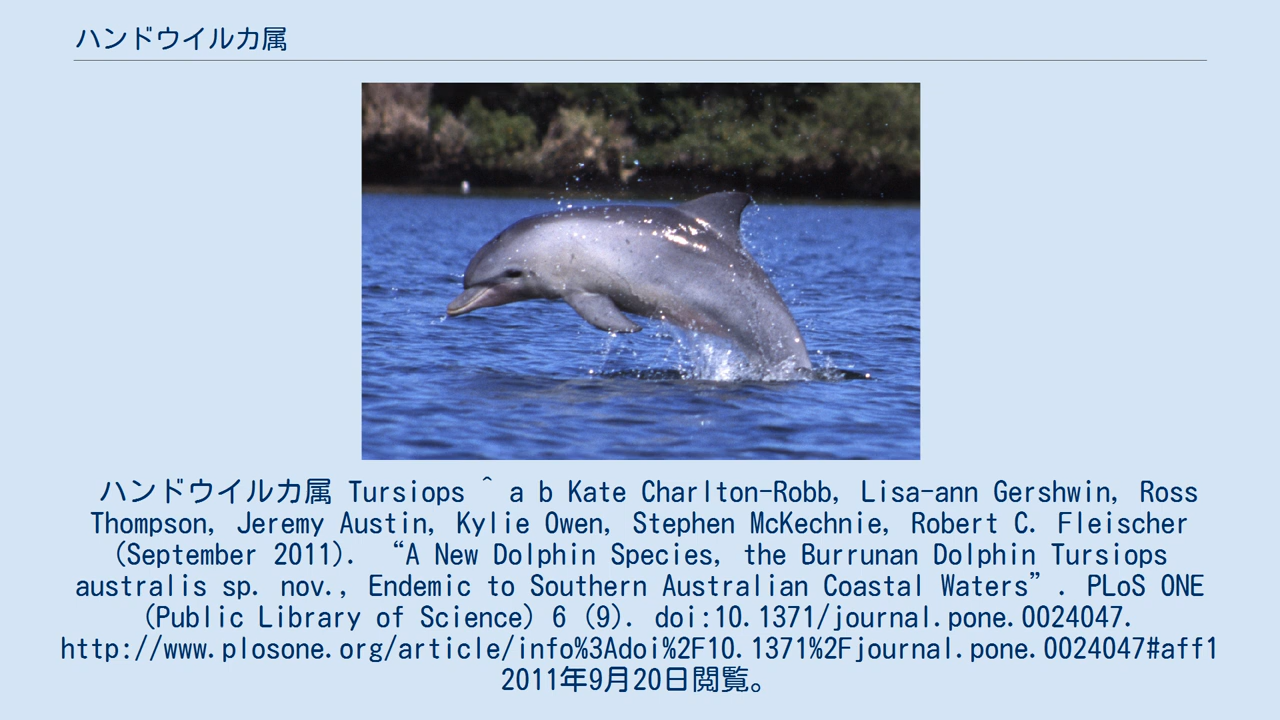 ハンドウイルカ属
ハンドウイルカ属 Tursiops ^ a b Kate Charlton-Robb, Lisa-ann Gershwin, Ross
Thompson, Jeremy Austin, Kylie Owen, Stephen McKechnie, Robert C. Fleischer
(September 2011). “A New Dolphin Species, the Burrunan Dolphin Tursiops
australis sp. nov., Endemic to Southern Australian Coastal Waters”. PLoS ONE
(Public Library of Science) 6 (9). doi:10.1371/journal.pone.0024047.
http://www.plosone.org/article/info%3Adoi%2F10.1371%2Fjournal.pone.0024047#aff1
2011年9月20日閲覧。